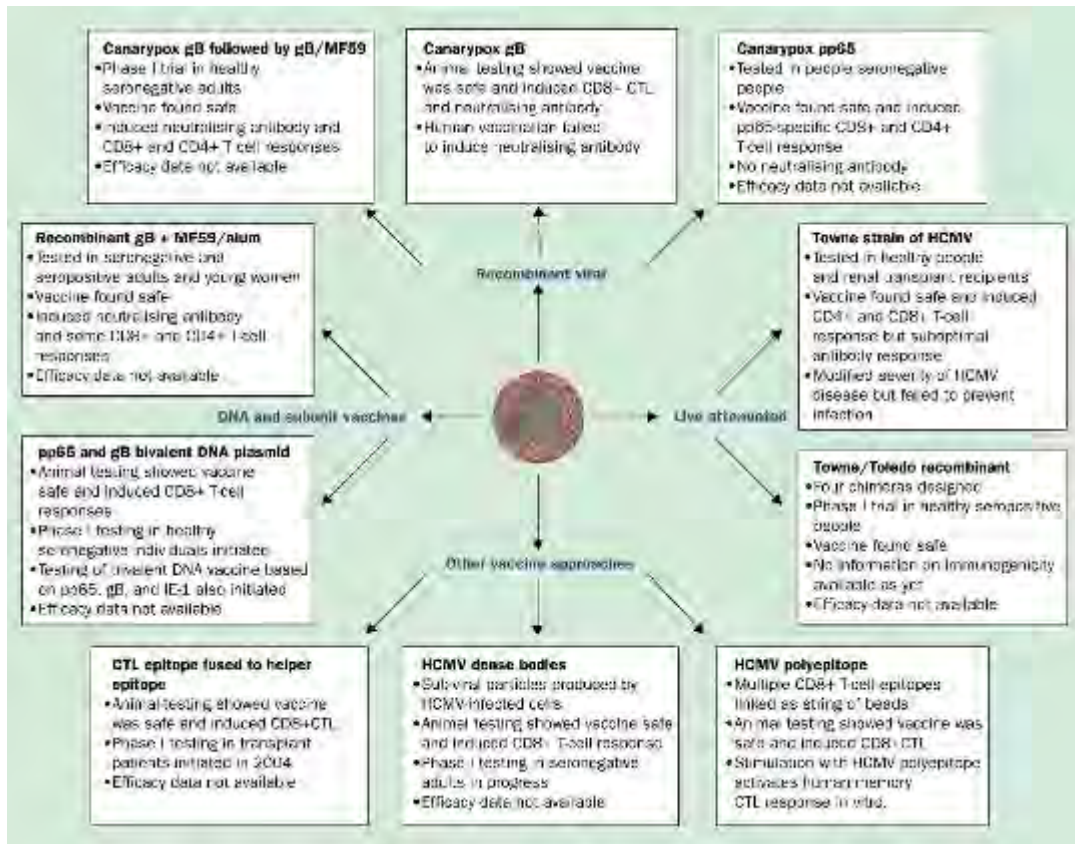 Canarypox gB followed by gB/MF59
•Phase I trial in healthy
seronegative adults
•Vaccine found safe
•Induced neutralising antibody and
CD8+ and CD4+ T cell responses
•Efficacy data not available
Canarypox gB
•Animal testing showed vaccine
was safe and induced CD8+ CTL
and neutralising antibody
•Human vaccination failed
to induce neutralising antibody
Canarypox pp65
•Tested in people seronegative
people
•Vaccine found safe and induced
pp65-specific CD8+ and CD4+
T-cell response
•No neutralising antibody
•Efficacy data not available
Recombinant viral
Recombinant gB + MF59/alum
•Tested in seronegative and
seropositive adults and young women
•Vaccine found safe
•Induced neutralising antibody
and some CD8+ and CD4+ T-cell
responses
•Efficacy data not available
Towne strain of HCMV
•Tested in healthy people
and renal transplant recipients
•Vaccine found safe and induced
CD4+ and CD8+ T-cell
response but suboptimal
antibody response
•Modified severity of HCMV
disease but failed to prevent
infection
DNA and subunit vaccines
Live attenuated
pp65 and gB bivalent DNA plasmid
•Animal testing showed vaccine
safe and induced CD8+ T-cell
responses
•Phase I testing in healthy
seronegative individuals initiated
•Testing of trivalent DNA vaccine based
on pp65, gB, and IE-1 also initiated
•Efficacy data not available
Towne/Toledo recombinant
•Four chimeras designed
•Phase I trial in healthy seropositive
people
•Vaccine found safe
•No information on immunogenicity
available as yet
•Efficacy data not available
Other vaccine approaches
CTL epitope fused to helper
epitope
•Animal testing showed vaccine
was safe and induced CD8+CTL
•Phase I testing in transplant
patients initiated in 2004
•Efficacy data not available
HCMV dense bodies
•Sub-viral particles produced by
HCMV-infected cells
•Animal testing showed vaccine safe
and induced CD8+ T-cell response
•Phase I testing in seronegative
adults in progress
•Efficacy data not available
HCMV polyepitope
•Multiple CD8+ T-cell epitopes
linked as string of beads
•Animal testing showed vaccine was
safe and induced CD8+ CTL
•Stimulation with HCMV polyepitope
activates human memory
CTL response in vitro.